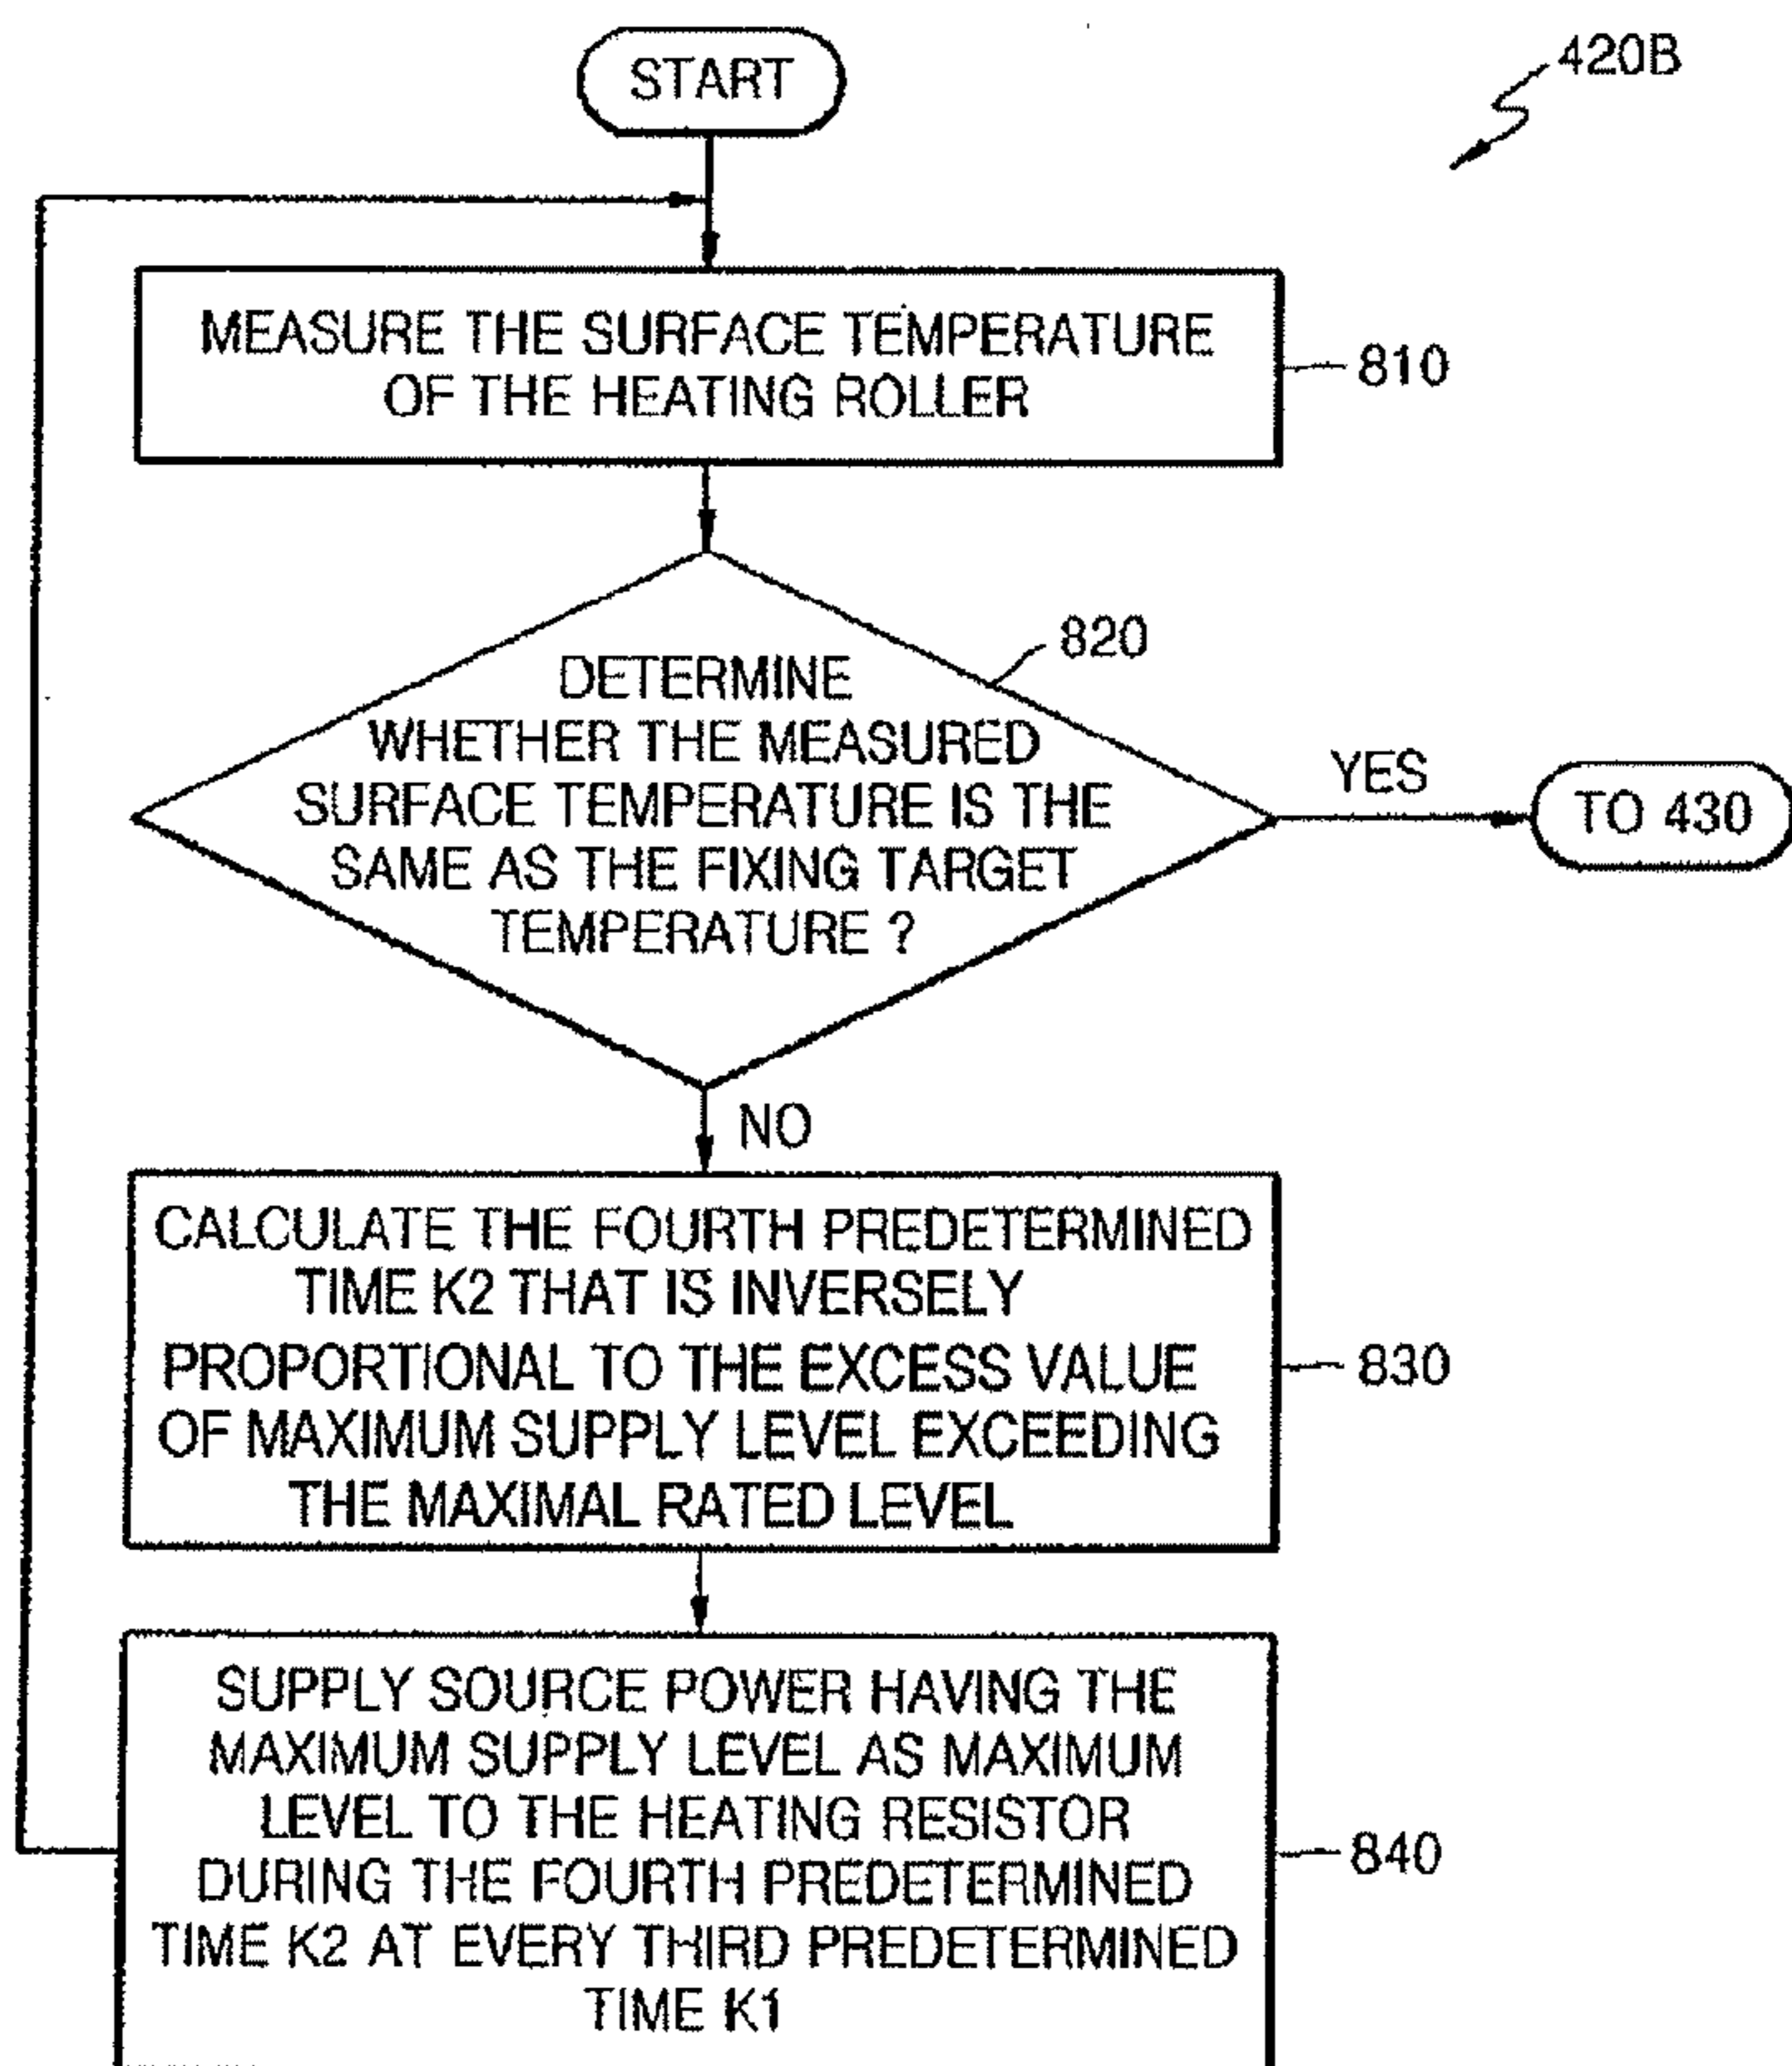 START
420B
MEASURE THE SURFACE TEMPERATURE
OF THE HEATING ROLLER
810
820
DETERMINE
WHETHER THE MEASURED
SURFACE TEMPERATURE IS THE
SAME AS THE FIXING TARGET
TEMPERATURE ?
YES
TO 430
NO
CALCULATE THE FOURTH PREDETERMINED
TIME K2 THAT IS INVERSELY
PROPORTIONAL TO THE EXCESS VALUE
OF MAXIMUM SUPPLY LEVEL EXCEEDING
THE MAXIMAL RATED LEVEL
830
SUPPLY SOURCE POWER HAVING THE
MAXIMUM SUPPLY LEVEL AS MAXIMUM
LEVEL TO THE HEATING RESISTOR
DURING THE FOURTH PREDETERMINED
TIME K2 AT EVERY THIRD PREDETERMINED
TIME K1
840